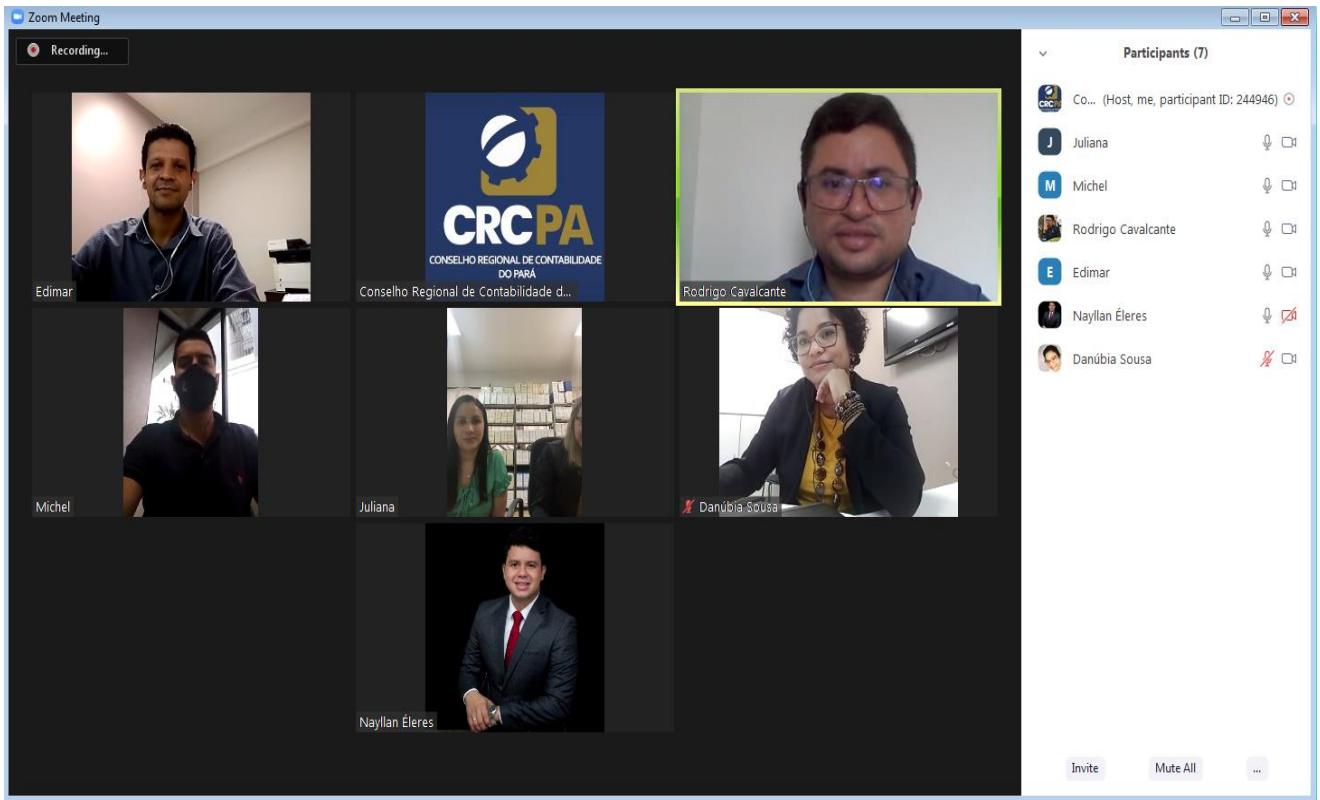 Zoom Meeting
Recording...
Edimar
CRCPA
CONSELHO REGIONAL DE CONTABILIDADE
DO PARÁ
Conselho Regional de Contabilidade d...
Rodrigo Cavalcante
Michel
Juliana
Danúbia Sousa
Nayllan Éleres
Participants (7)
CRCPA
Co... (Host, me, participant ID: 244946)
J Juliana
M Michel
Rodrigo Cavalcante
E Edimar
Nayllan Éleres
Danúbia Sousa
Invite Mute All ...